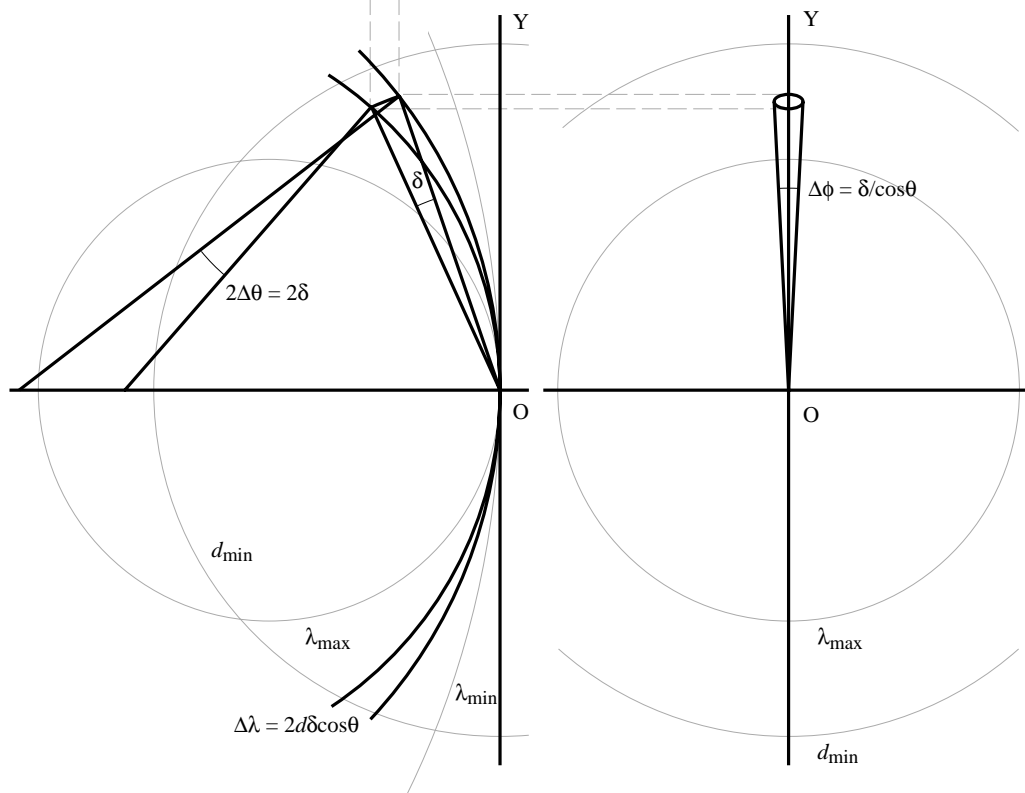 Y
δ
2Δθ = 2δ
O
d_min
λ_max
λ_min
Δλ = 2dδcosθ
Y
Δϕ = δ/cosθ
O
λ_max
d_min